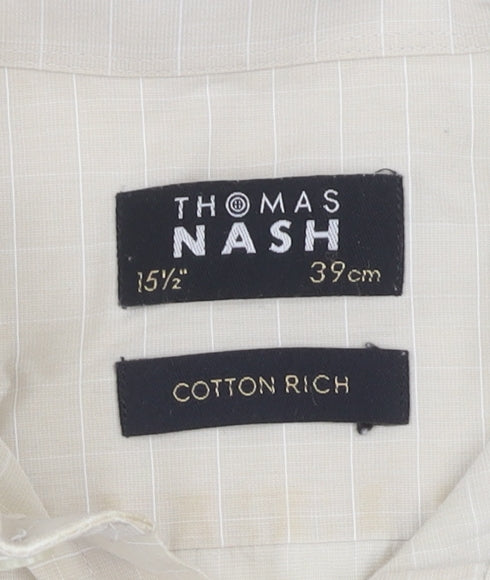 THOMAS
NASH
15½" 39cm
COTTON RICH